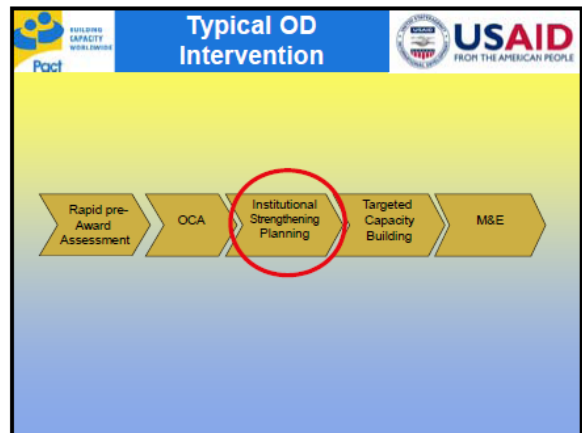 BUILDING
CAPACITY
WORLDWIDE
Pact
Typical OD
Intervention
USAID
FROM THE AMERICAN PEOPLE
Rapid pre-
Award
Assessment
OCA
Institutional
Strengthening
Planning
Targeted
Capacity
Building
M&E